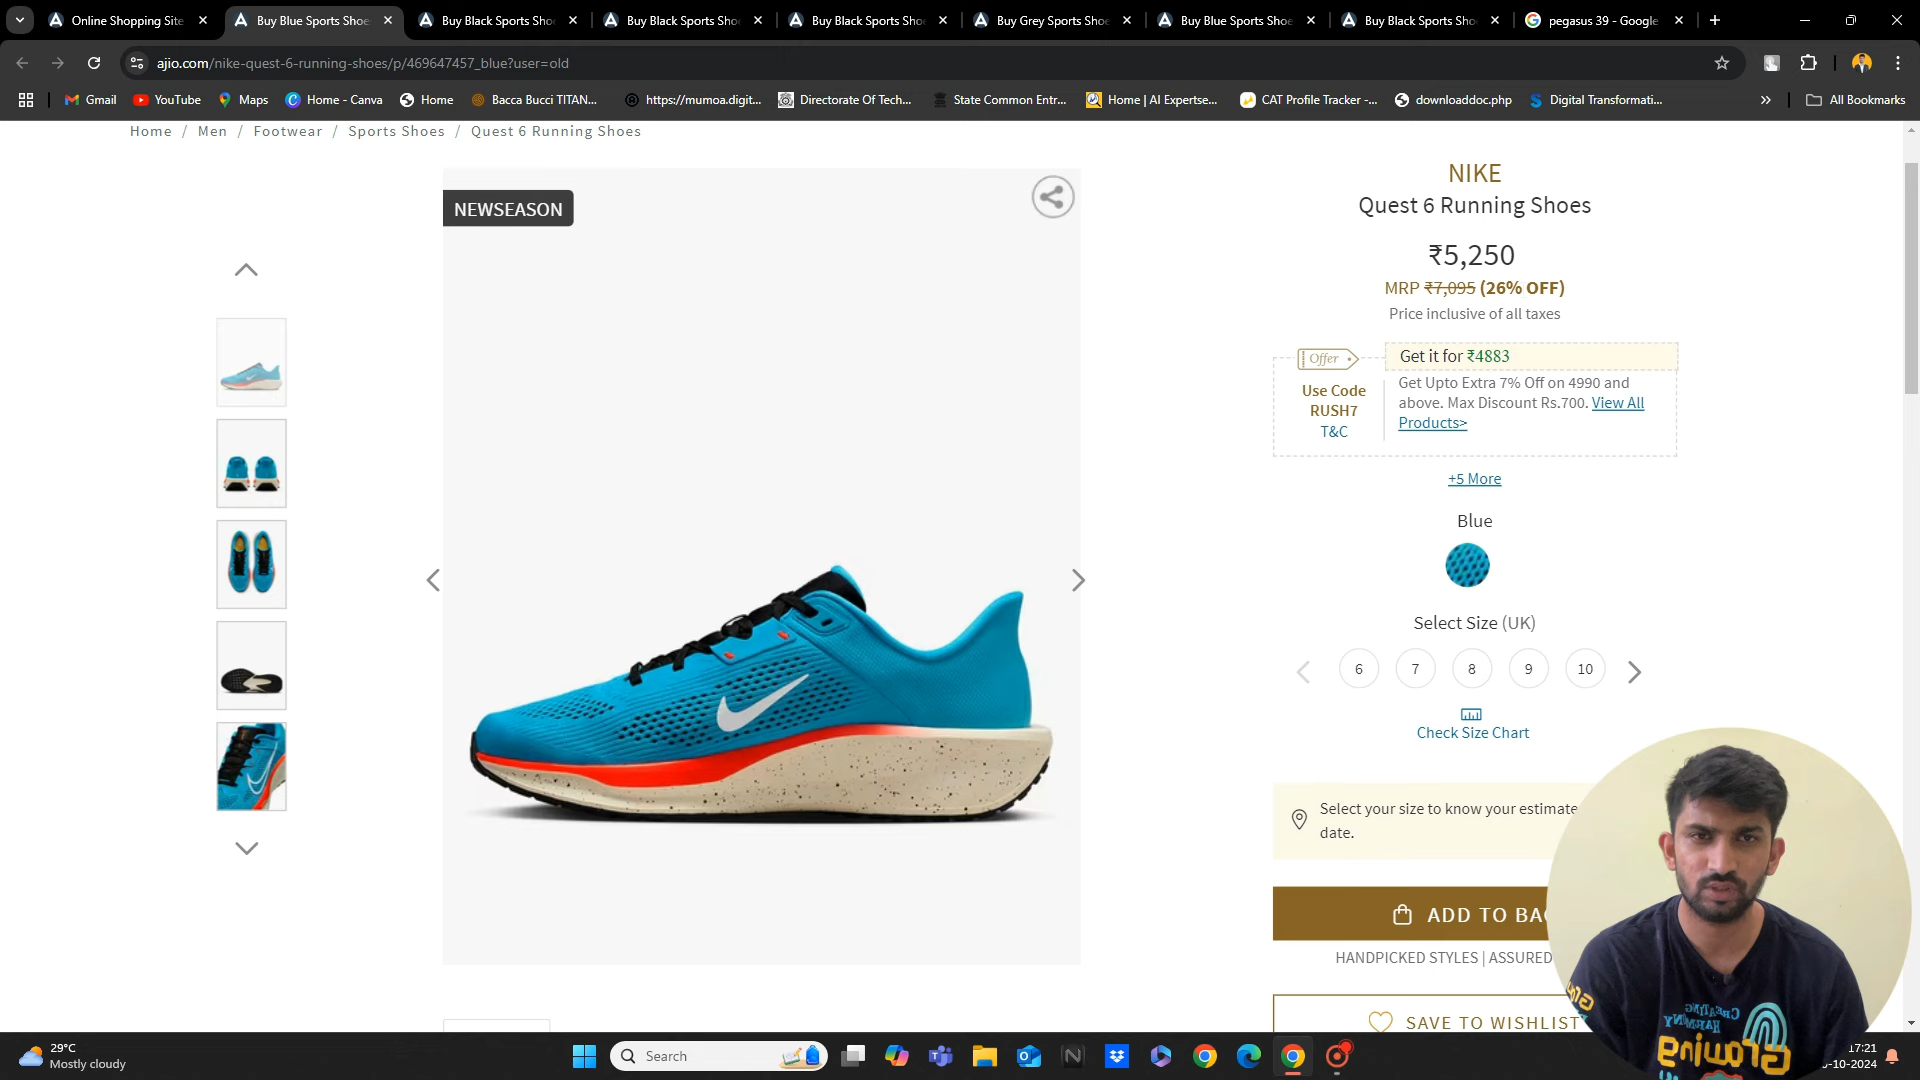 Online Shopping Site
Buy Blue Sports Shoe
Buy Black Sports Sho
Buy Black Sports Sho
Buy Black Sports Sho
Buy Grey Sports Shoe
Buy Blue Sports Shoe
Buy Black Sports Sho
pegasus 39 - Google
ajio.com/nike-quest-6-running-shoes/p/469647457_blue?user=old
Gmail
YouTube
Maps
Home - Canva
Home
Bacca Bucci TITAN...
https://mumoa.digit...
Directorate Of Tech...
State Common Entr...
Home | AI Expertse...
CAT Profile Tracker -...
downloaddoc.php
Digital Transformati...
All Bookmarks
Home / Men / Footwear / Sports Shoes / Quest 6 Running Shoes
NEWSEASON
NIKE
Quest 6 Running Shoes
₹5,250
MRP ₹7,095 (26% OFF)
Price inclusive of all taxes
Offer
Get it for ₹4883
Use Code
RUSH7
T&C
Get Upto Extra 7% Off on 4990 and
above. Max Discount Rs.700. View All
Products>
+5 More
Blue
Select Size (UK)
6 7 8 9 10
Check Size Chart
Select your size to know your estimate
date.
ADD TO BAG
HANDPICKED STYLES | ASSURED
SAVE TO WISHLIST
CREATING
HARMONY
Growing
29°C
Mostly cloudy
Search
17:21
-10-2024